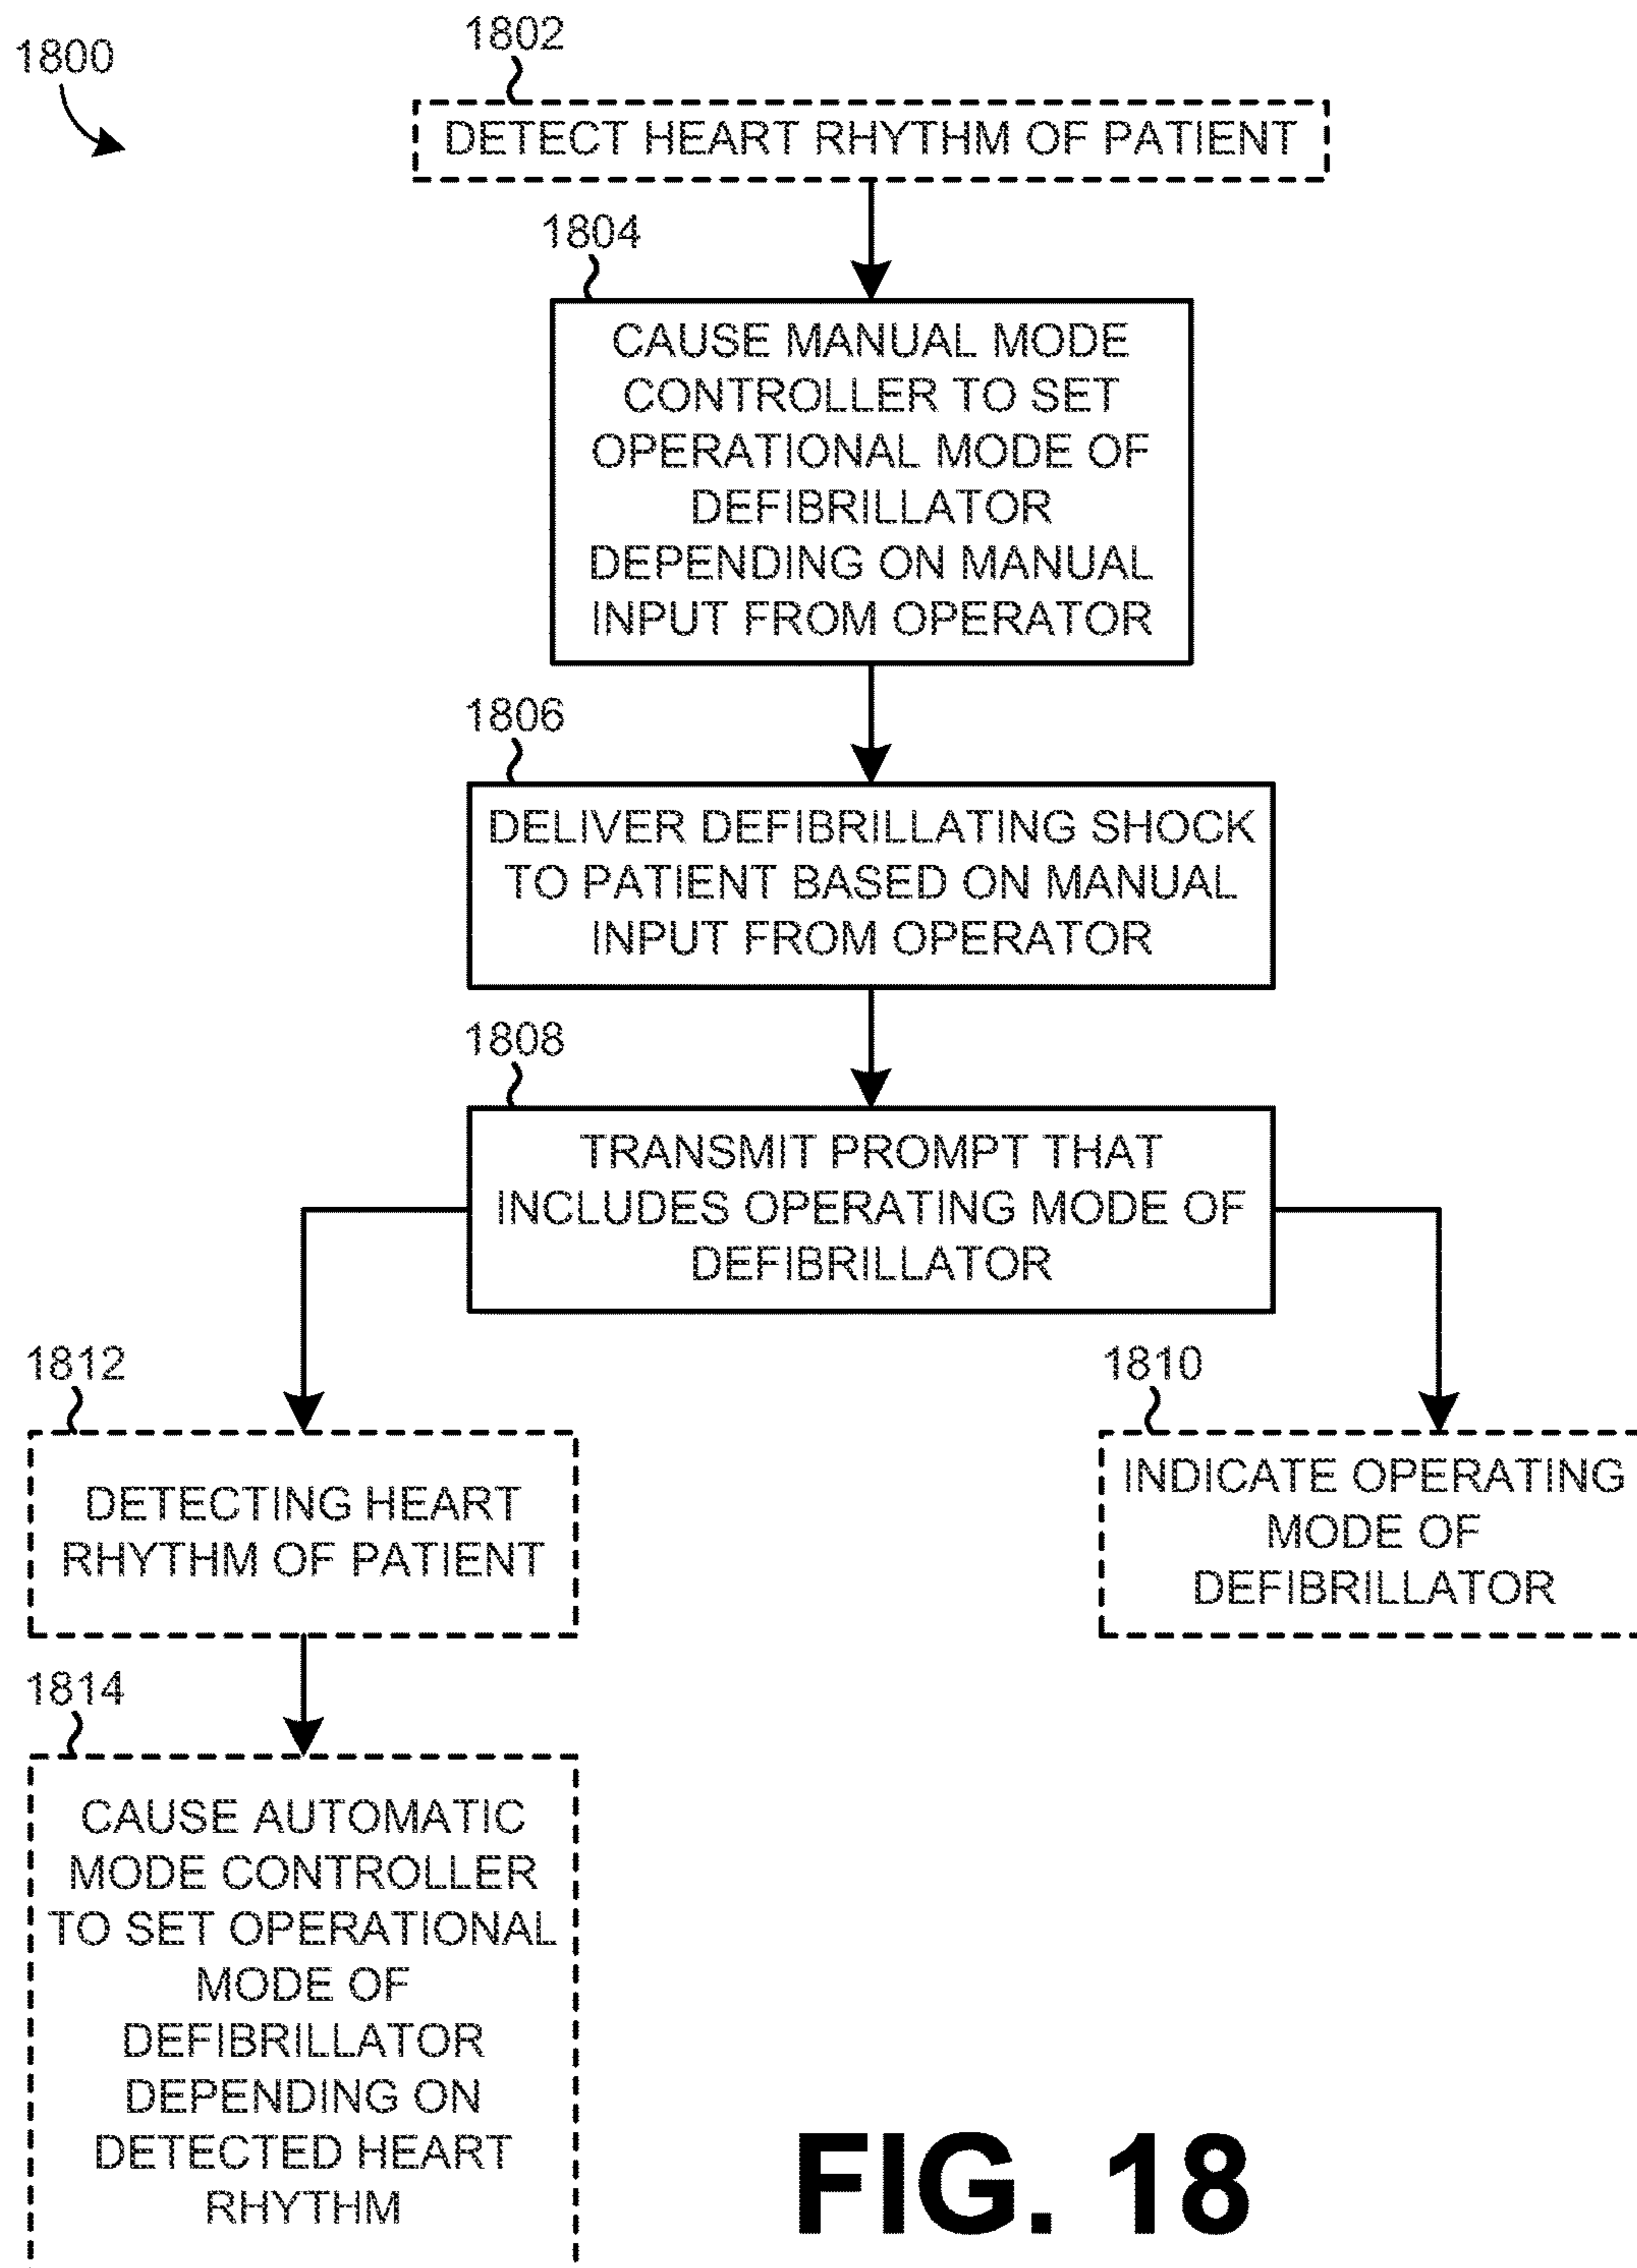 1800
1802
DETECT HEART RHYTHM OF PATIENT
1804
CAUSE MANUAL MODE
CONTROLLER TO SET
OPERATIONAL MODE OF
DEFIBRILLATOR
DEPENDING ON MANUAL
INPUT FROM OPERATOR
1806
DELIVER DEFIBRILLATING SHOCK
TO PATIENT BASED ON MANUAL
INPUT FROM OPERATOR
1808
TRANSMIT PROMPT THAT
INCLUDES OPERATING MODE OF
DEFIBRILLATOR
1812
DETECTING HEART
RHYTHM OF PATIENT
1810
INDICATE OPERATING
MODE OF
DEFIBRILLATOR
1814
CAUSE AUTOMATIC
MODE CONTROLLER
TO SET OPERATIONAL
MODE OF
DEFIBRILLATOR
DEPENDING ON
DETECTED HEART
RHYTHM
FIG. 18